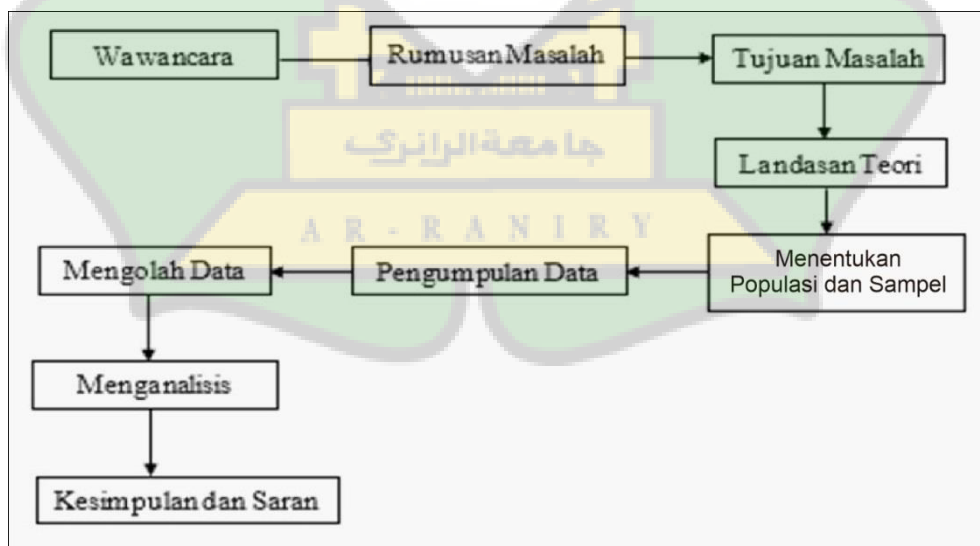 Wawancara
Rumusan Masalah
Tujuan Masalah
جامعة الرانري
Landasan Teori
A R - R A N I R Y
Mengolah Data
Pengumpulan Data
Menentukan
Populasi dan Sampel
Menganalisis
Kesimpulan dan Saran